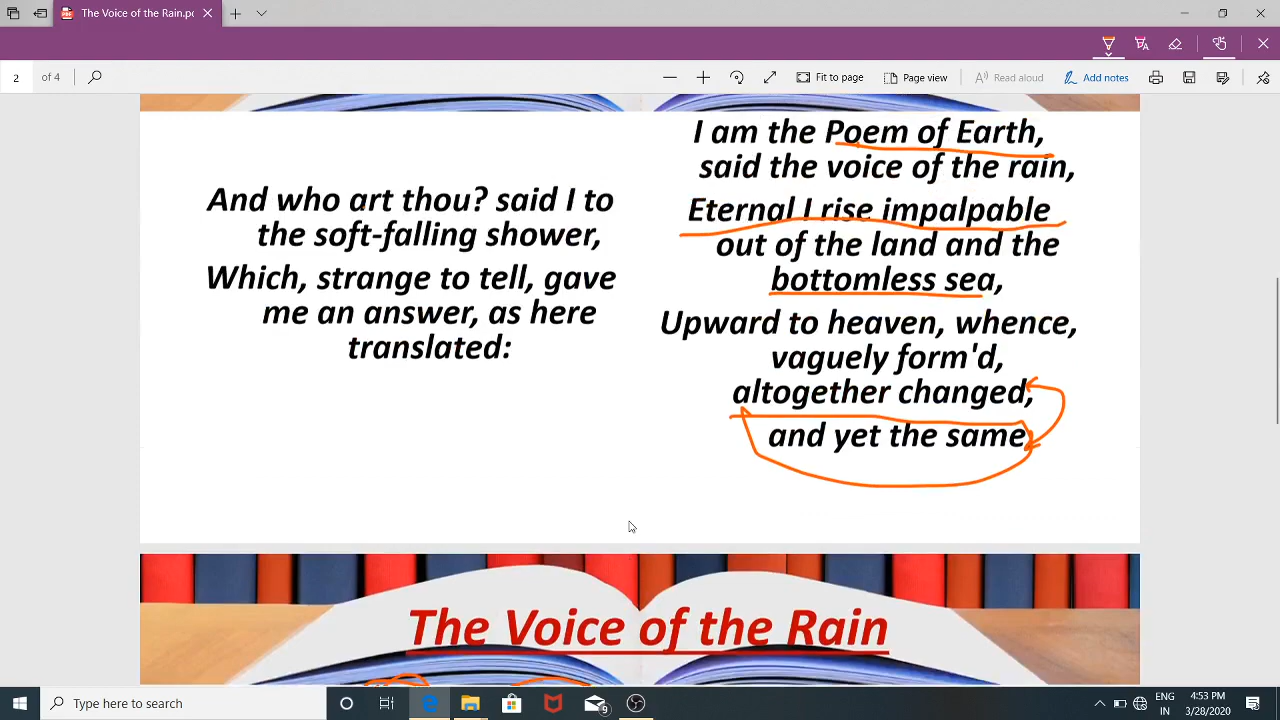 The Voice of the Rain.pdf
2 of 4
Fit to page
Page view
Read aloud
Add notes
And who art thou? said I to
the soft-falling shower,
Which, strange to tell, gave
me an answer, as here
translated:
I am the Poem of Earth,
said the voice of the rain,
Eternal I rise impalpable
out of the land and the
bottomless sea,
Upward to heaven, whence,
vaguely form'd,
altogether changed,
and yet the same
The Voice of the Rain
Type here to search
9
ENG
IN
4:53 PM
3/28/2020